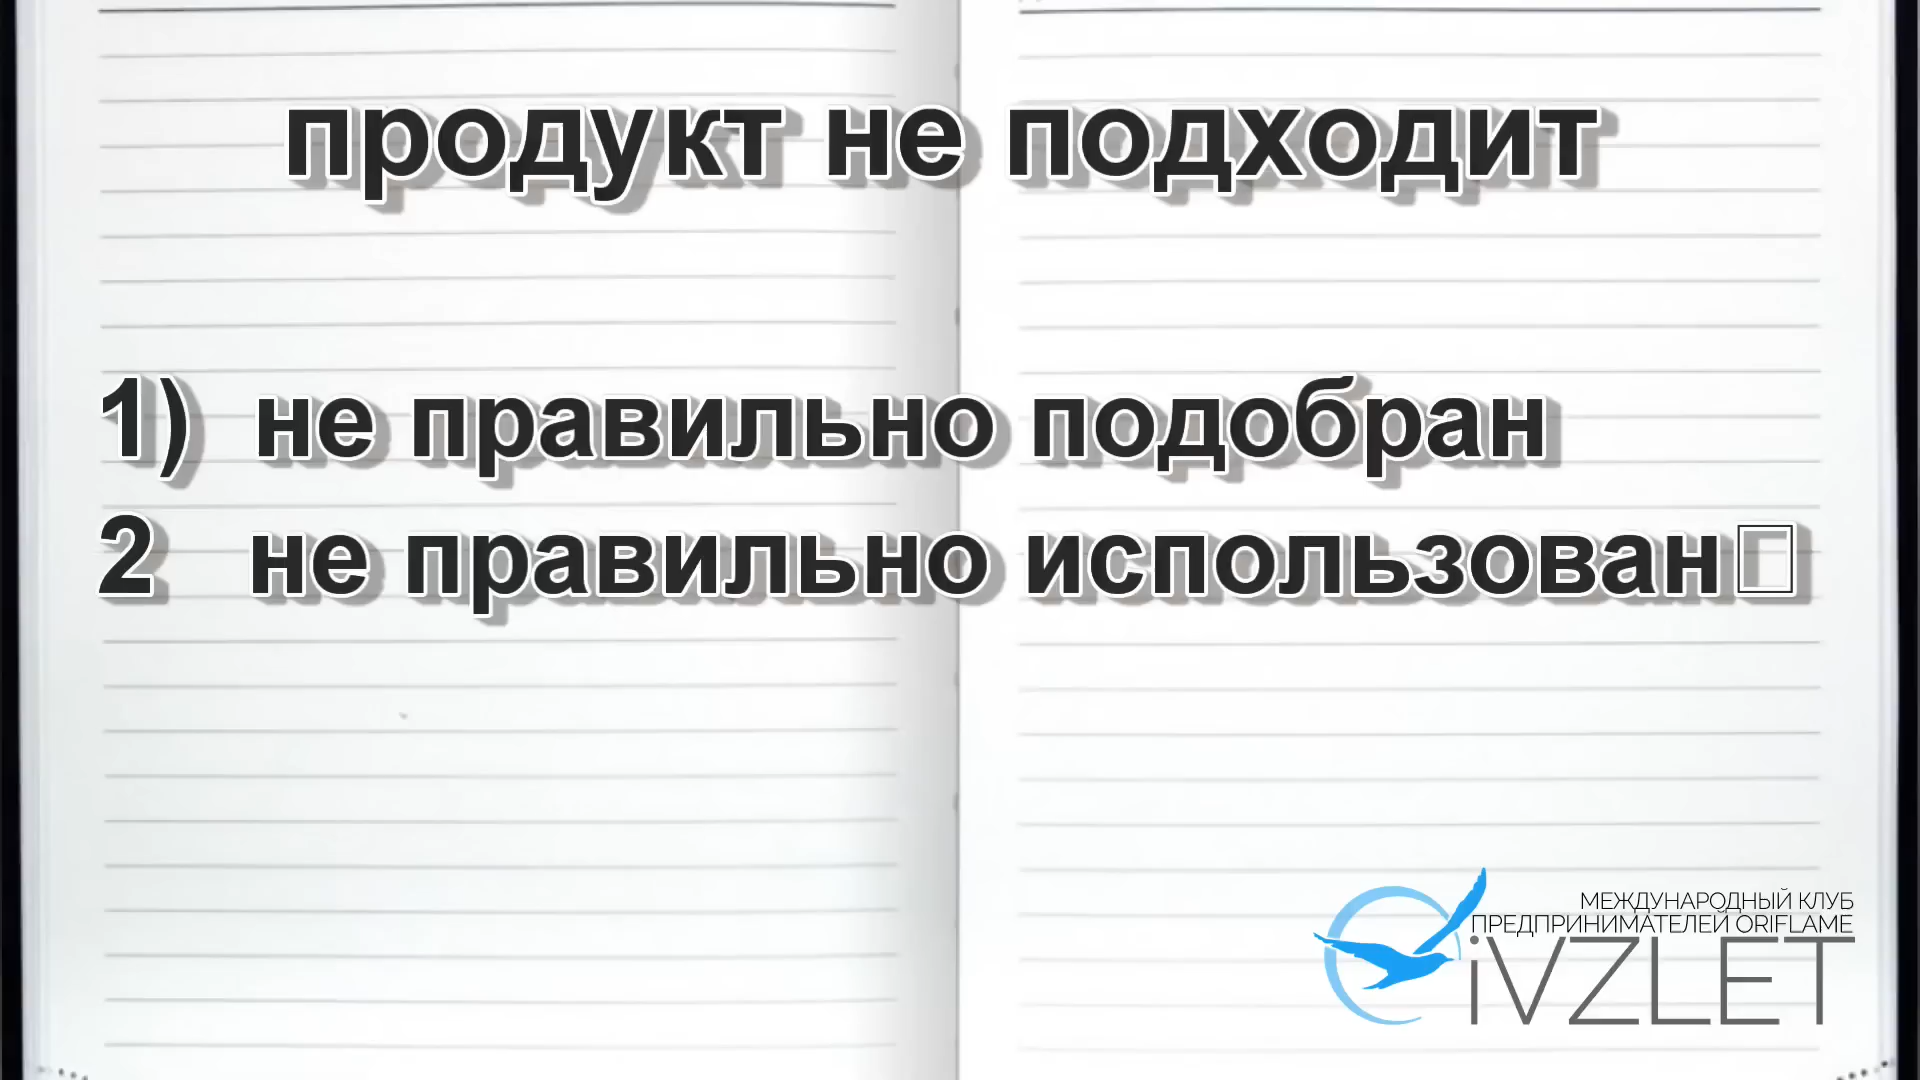 продукт не подходит
1) не правильно подобран
2 не правильно использован
МЕЖДУНАРОДНЫЙ КЛУБ
ПРЕДПРИНИМАТЕЛЕЙ ORIFLAME
iVZLET